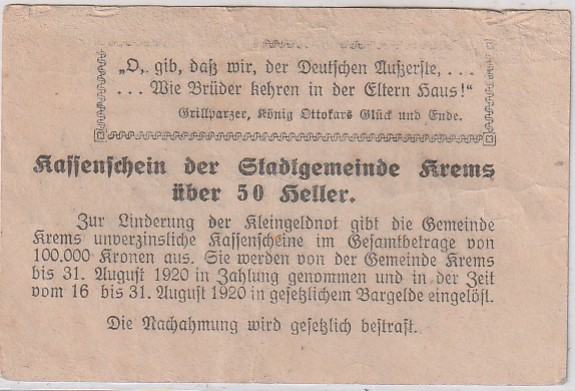 „O, gib, daß wir, der Deutschen Äußerste, . . .
. . . Wie Brüder kehren in der Eltern Haus!“
Grillparzer, König Ottokars Glück und Ende.
Kassenschein der Stadtgemeinde Krems
über 50 Heller.
Zur Linderung der Kleingeldnot gibt die Gemeinde
Krems unverzinsliche Kassenscheine im Gesamtbetrage von
100.000 Kronen aus. Sie werden von der Gemeinde Krems
bis 31. August 1920 in Zahlung genommen und in der Zeit
vom 16 bis 31. August 1920 in gesetzlichem Bargelde eingelöst.
Die Nachahmung wird gesetzlich bestraft.